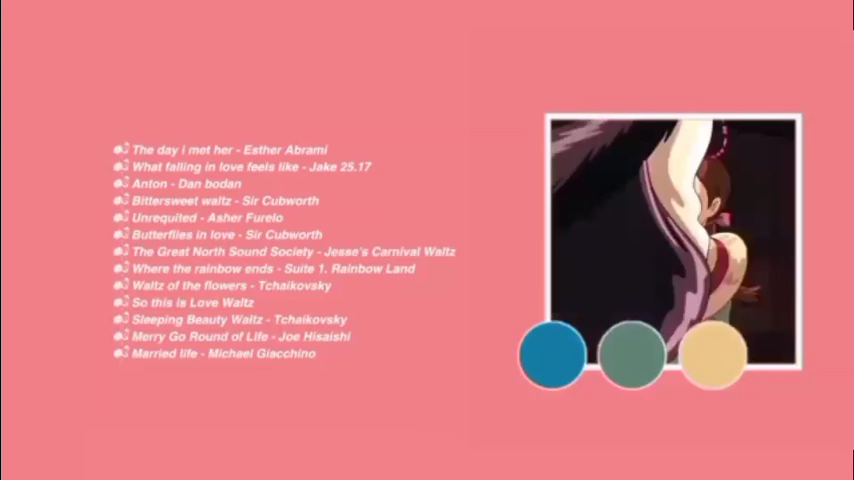 The day i met her - Esther Abrami
What falling in love feels like - Jake 25.17
Anton - Dan bodan
Bittersweet waltz - Sir Cubworth
Unrequited - Asher Furelo
Butterflies in love - Sir Cubworth
The Great North Sound Society - Jesse's Carnival Waltz
Where the rainbow ends - Suite 1. Rainbow Land
Waltz of the flowers - Tchaikovsky
So this is Love Waltz
Sleeping Beauty Waltz - Tchaikovsky
Merry Go Round of Life - Joe Hisaishi
Married life - Michael Giacchino